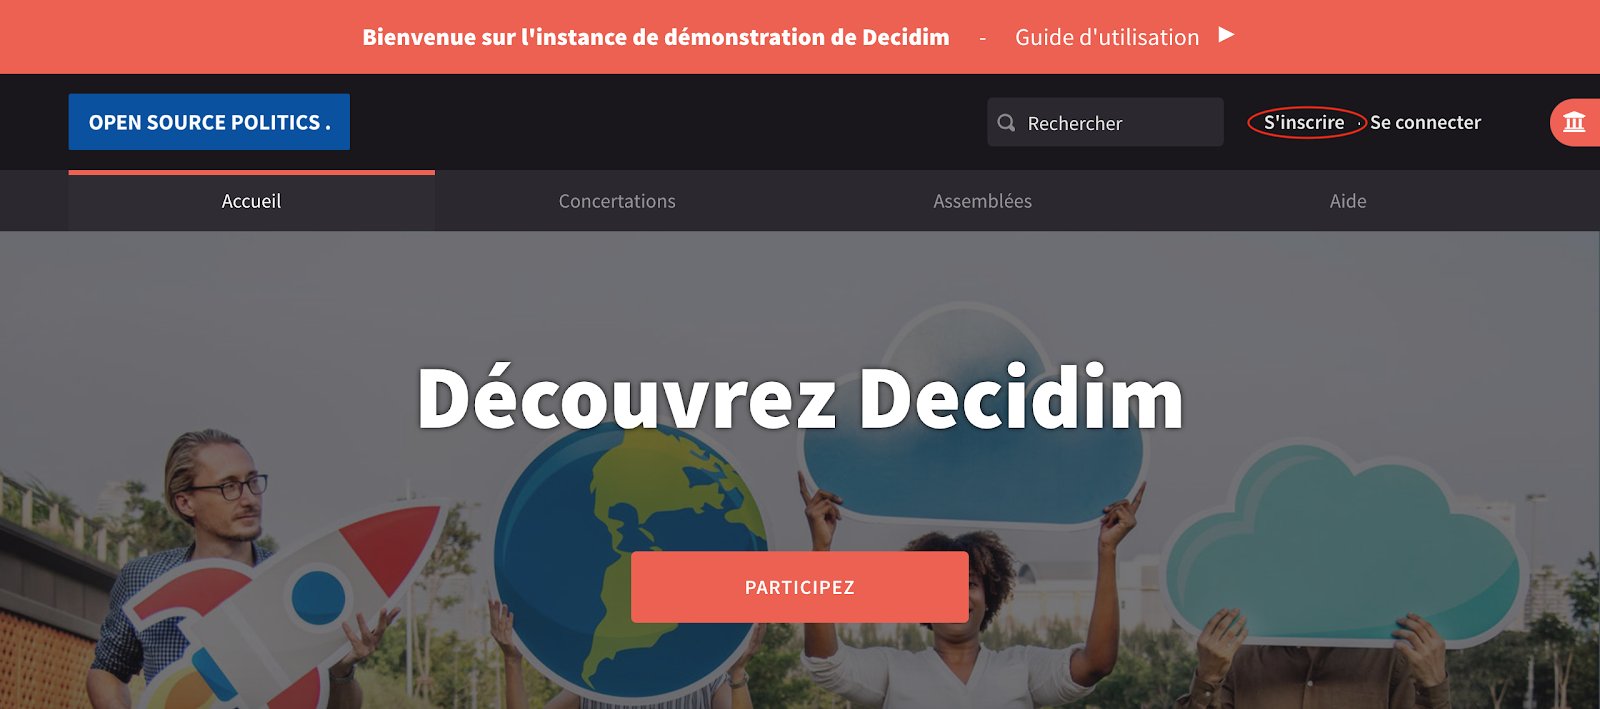 Bienvenue sur l'instance de démonstration de Decidim - Guide d'utilisation ▶
OPEN SOURCE POLITICS .
Rechercher
S'inscrire · Se connecter
Accueil
Concertations
Assemblées
Aide
Découvrez Decidim
PARTICIPEZ